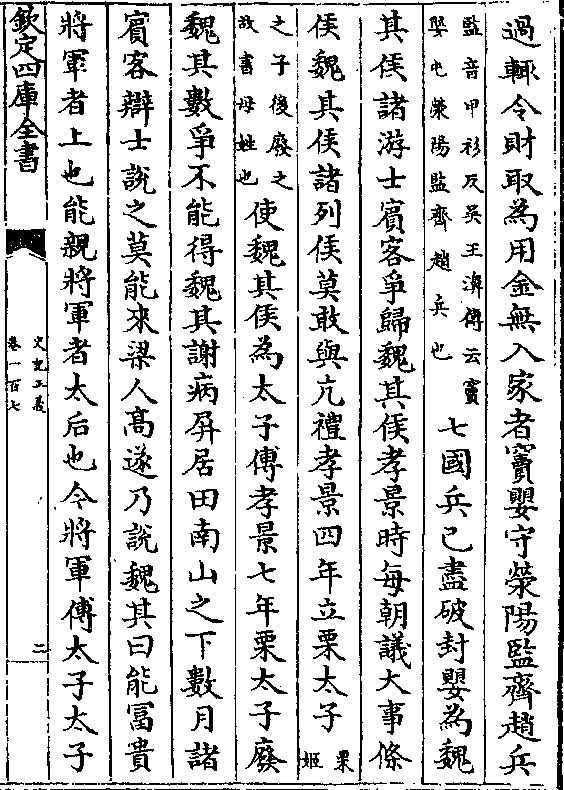 過輒令財取為用金無入家者竇嬰守滎陽監齊趙兵
監音甲衫反吳王濞傳云竇
嬰屯滎陽監齊趙兵也
七國兵已盡破封嬰為魏
其侯諸游士賓客爭歸魏其侯孝景時每朝議大事條
侯魏其侯諸列侯莫敢與亢禮孝景四年立栗太子
栗
姬
之子後廢之
故書母姓也
使魏其侯為太子傅孝景七年栗太子廢
魏其數爭不能得魏其謝病屏居田南山之下數月諸
賓客辯士說之莫能來梁人高遂乃說魏其曰能冨貴
將軍者上也能親將軍者太后也今將軍傅太子太子
欽定四庫全書
史記正義
卷一百七
二